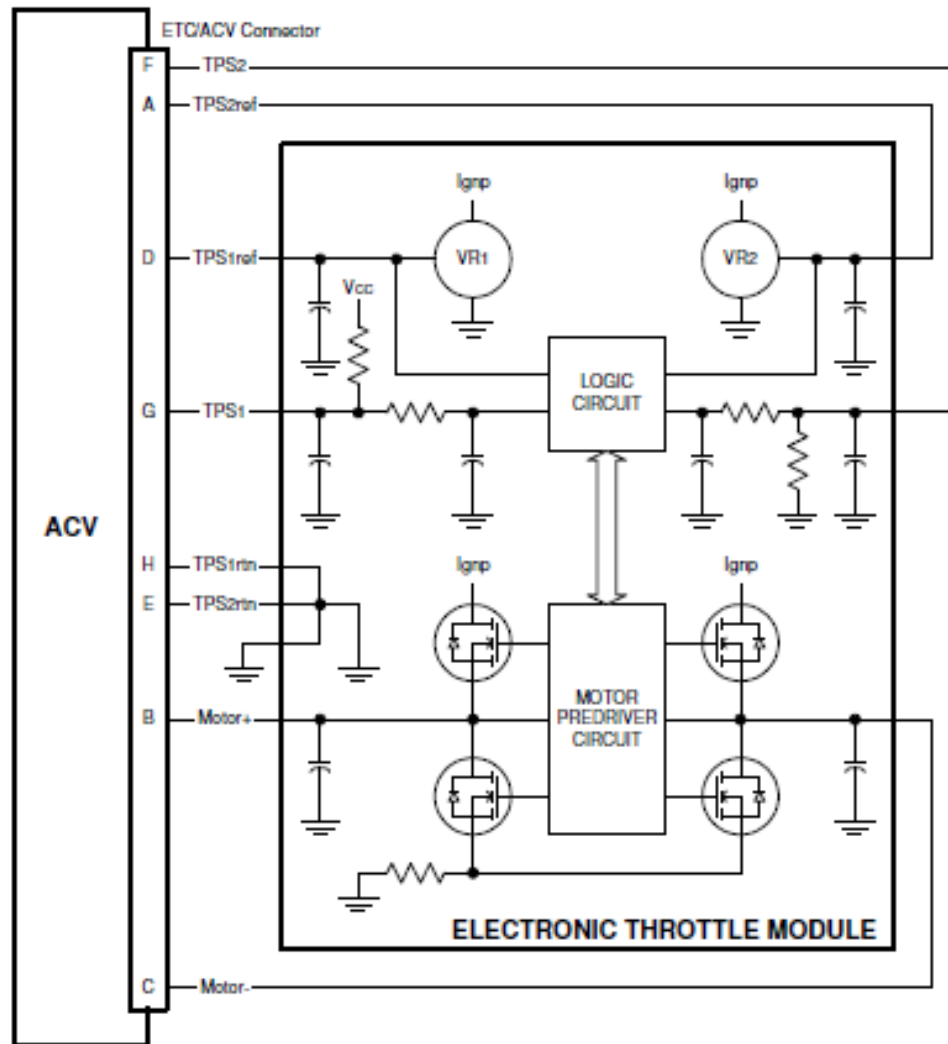 ETC/ACV Connector
F TPS2
A TPS2ref
Ignp Ignp
D TPS1ref VR1 VR2
Vcc
LOGIC
CIRCUIT
G TPS1
ACV
H TPS1rtn Ignp Ignp
E TPS2rtn
MOTOR
PREDRIVER
CIRCUIT
B Motor+
ELECTRONIC THROTTLE MODULE
C Motor-